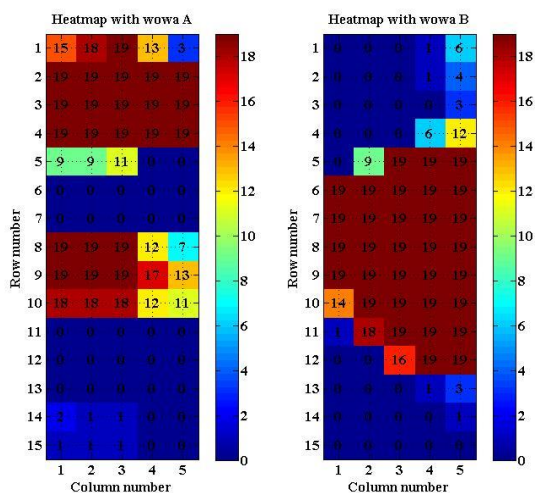 Heatmap with wowa A
Heatmap with wowa B
1 15 18 19 13 3
2 19 19 19 19 19
3 19 19 19 19 19
4 19 19 19 19 19
5 9 9 11 0 0
6 0 0 0 0 0
7 0 0 0 0 0
8 19 19 19 12 7
9 19 19 19 17 13
10 18 18 18 12 11
11 0 0 0 0 0
12 0 0 0 0 0
13 0 0 0 0 0
14 2 1 1 0 0
15 1 1 1 0 0
1 2 3 4 5
Column number
Row number
18
16
14
12
10
8
6
4
2
0
1 0 0 0 1 6
2 0 0 0 1 4
3 0 0 0 0 3
4 0 0 0 6 12
5 0 9 19 19 19
6 19 19 19 19 19
7 19 19 19 19 19
8 19 19 19 19 19
9 19 19 19 19 19
10 14 19 19 19 19
11 1 18 19 19 19
12 0 0 16 19 19
13 0 0 0 1 3
14 0 0 0 0 1
15 0 0 0 0 0
1 2 3 4 5
Column number
Row number
18
16
14
12
10
8
6
4
2
0